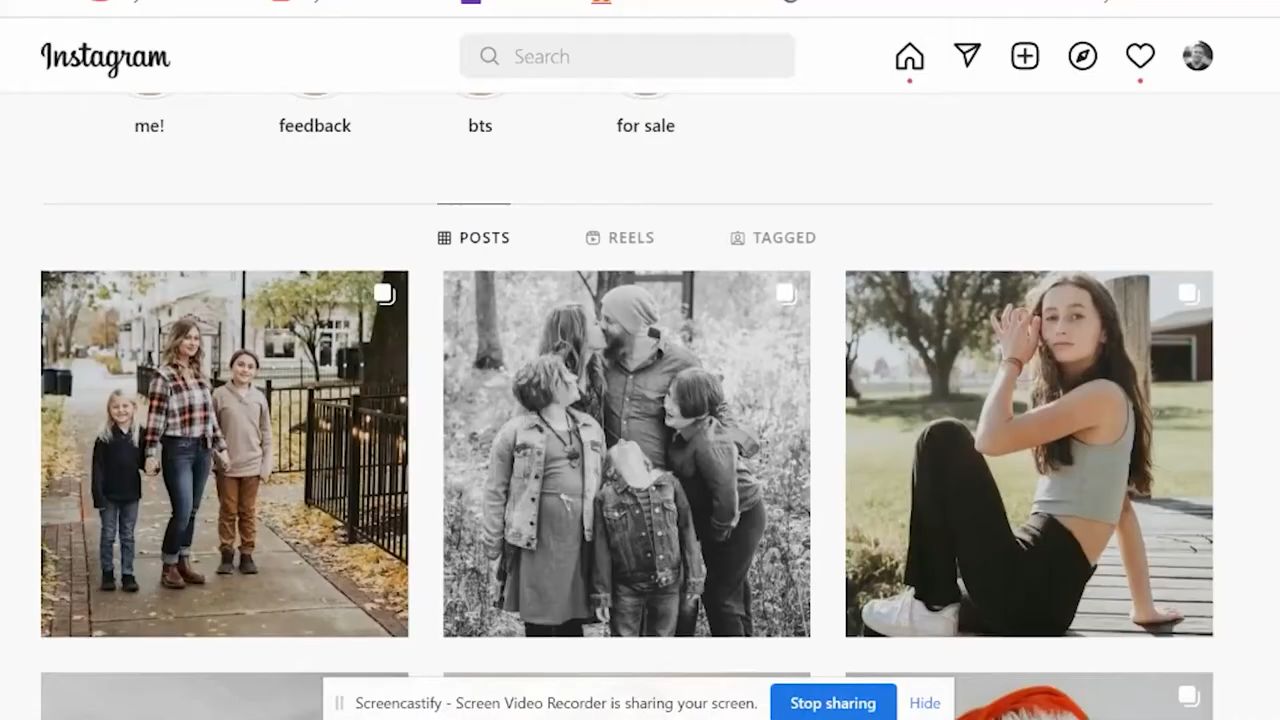 Instagram
Search
me!
feedback
bts
for sale
POSTS
REELS
TAGGED
Screencastify - Screen Video Recorder is sharing your screen.
Stop sharing
Hide